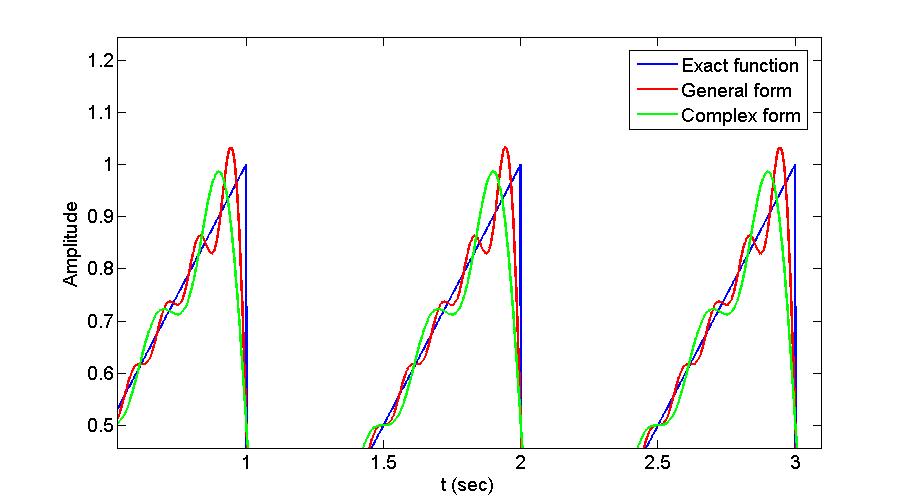 1.2
1.1
1
0.9
0.8
0.7
0.6
0.5
Amplitude
Exact function
General form
Complex form
1 1.5 2 2.5 3
t (sec)